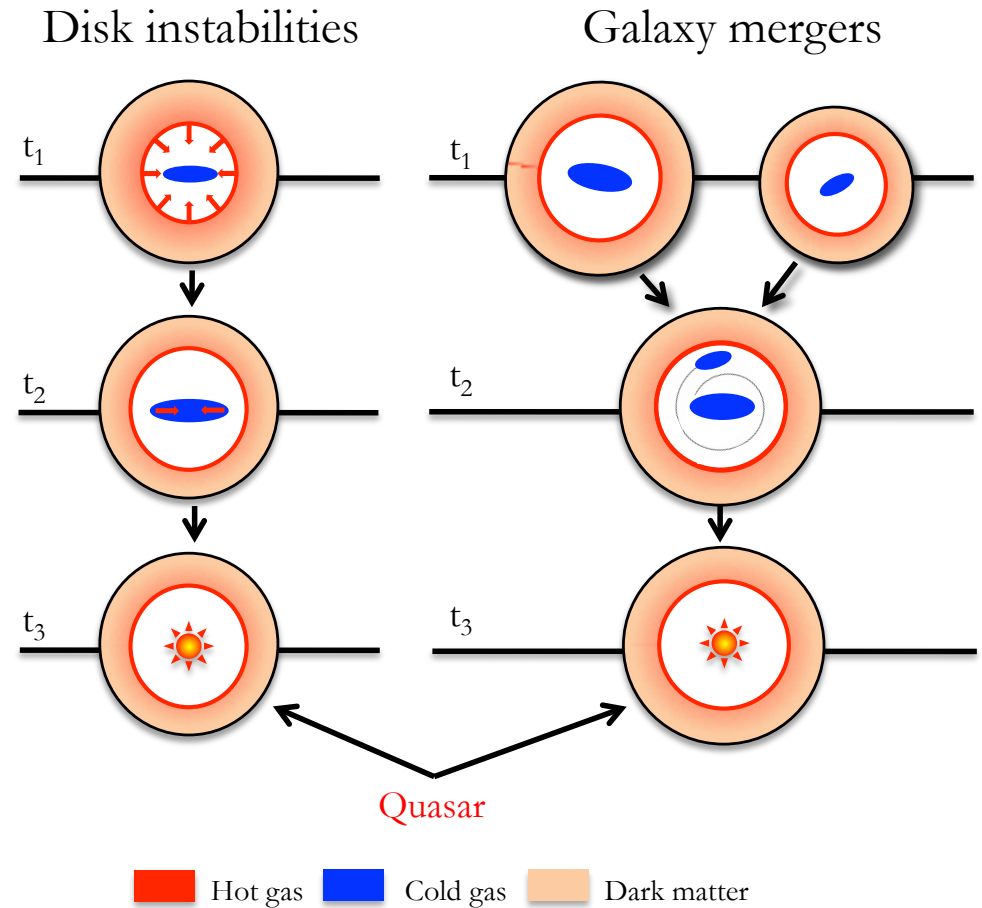 Disk instabilities
Galaxy mergers
t₁
t₁
t₂
t₂
t₃
t₃
Quasar
Hot gas
Cold gas
Dark matter